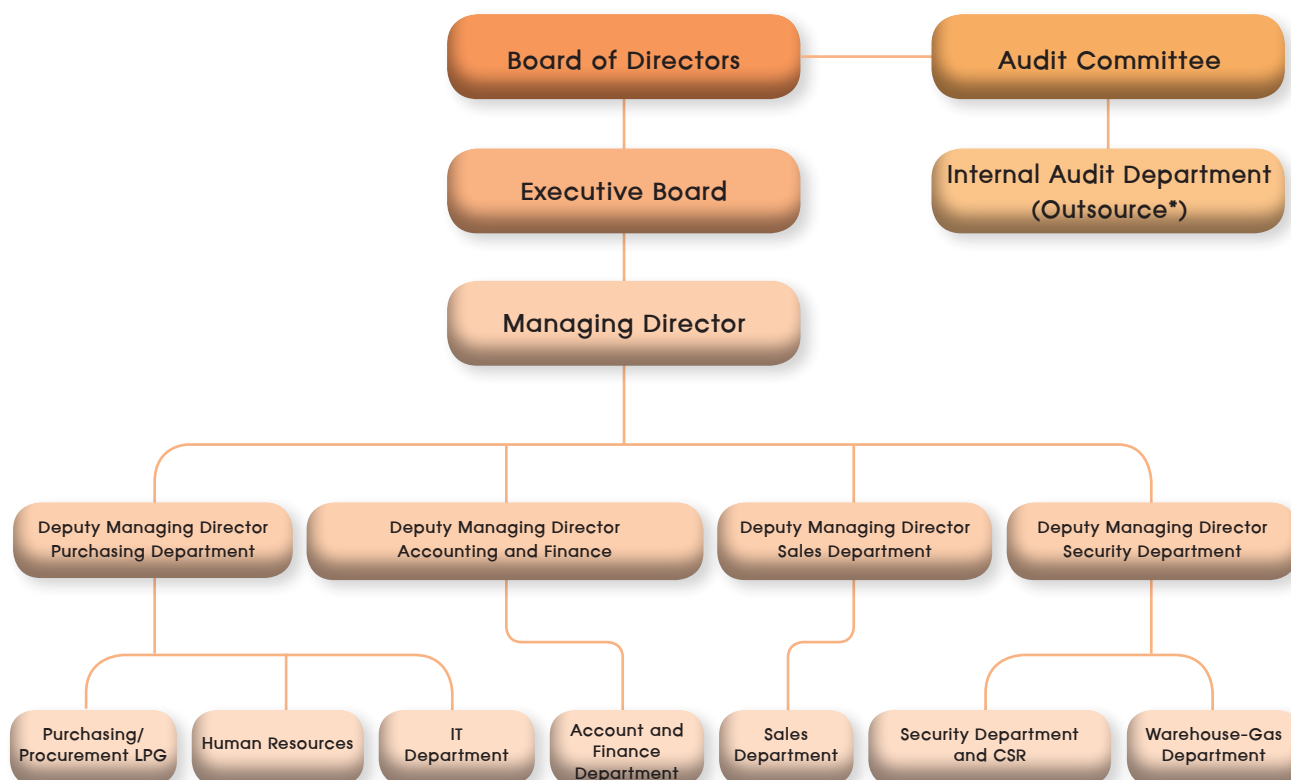 Board of Directors
Audit Committee
Executive Board
Internal Audit Department
(Outsource*)
Managing Director
Deputy Managing Director
Purchasing Department
Deputy Managing Director
Accounting and Finance
Deputy Managing Director
Sales Department
Deputy Managing Director
Security Department
Purchasing/
Procurement LPG
Human Resources
IT
Department
Account and
Finance
Department
Sales
Department
Security Department
and CSR
Warehouse-Gas
Department